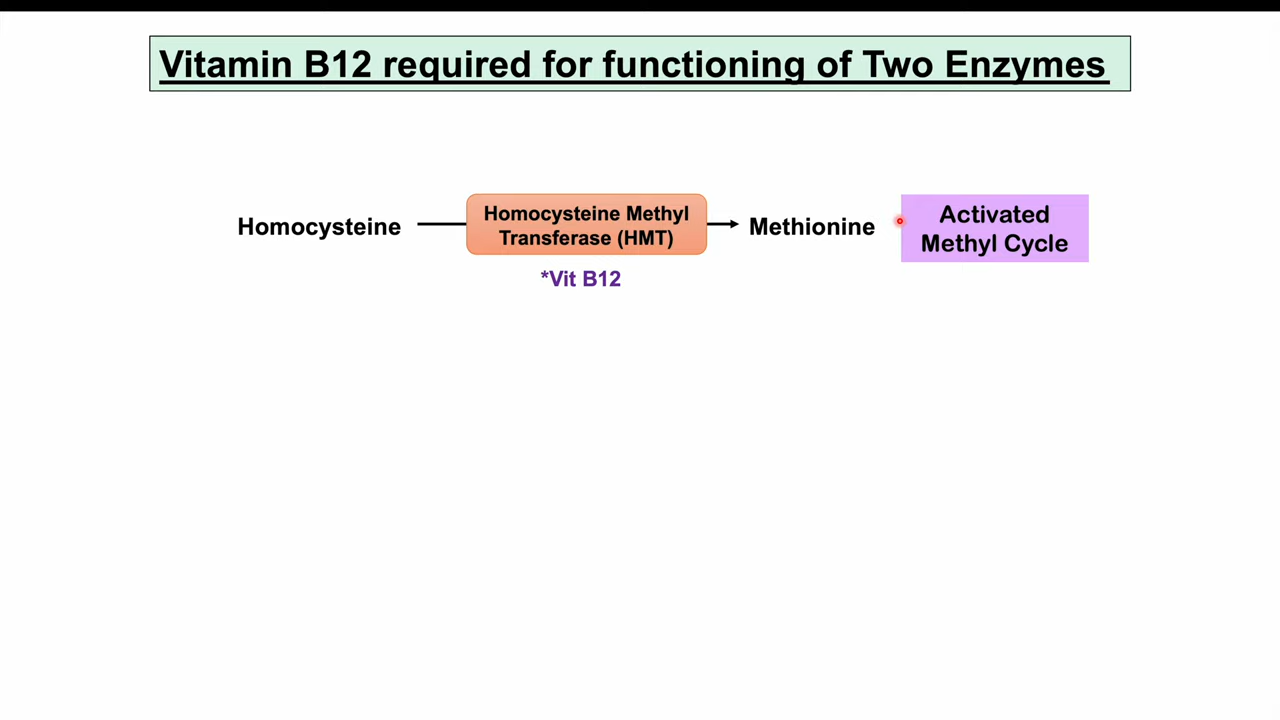 Vitamin B12 required for functioning of Two Enzymes
Homocysteine
Homocysteine Methyl
Transferase (HMT)
*Vit B12
Methionine
Activated
Methyl Cycle